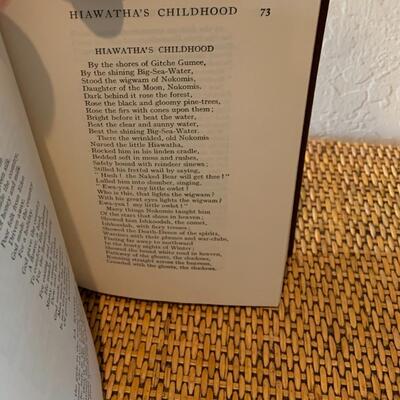 HIAWATHA'S CHILDHOOD 73
HIAWATHA'S CHILDHOOD
By the shores of Gitche Gumee,
By the shining Big-Sea-Water,
Stood the wigwam of Nokomis,
Daughter of the Moon, Nokomis.
Dark behind it rose the forest,
Rose the black and gloomy pine-trees,
Rose the firs with cones upon them;
Bright before it beat the water,
Beat the clear and sunny water,
Beat the shining Big-Sea-Water.
There the wrinkled, old Nokomis
Nursed the little Hiawatha,
Rocked him in his linden cradle,
Bedded soft in moss and rushes,
Safely bound with reindeer sinews;
Stilled his fretful wail by saying,
"Hush! the Naked Bear will get thee!"
Lulled him into slumber, singing,
"Ewa-yea! my little owlet!
Who is this, that lights the wigwam?
With his great eyes lights the wigwam?
Ewa-yea! my little owlet!"
Many things Nokomis taught him
Of the stars that shine in heaven;
Showed him Ishkoodah, the comet,
Ishkoodah, with fiery tresses;
Showed the Death-Dance of the spirits,
Warriors with their plumes and war-clubs,
Flaring far away to northward
In the frosty nights of Winter;
Showed the broad white road in heaven,
Pathway of the ghosts, the shadows,
Running straight across the heavens,
Crowded with the ghosts, the shadows.